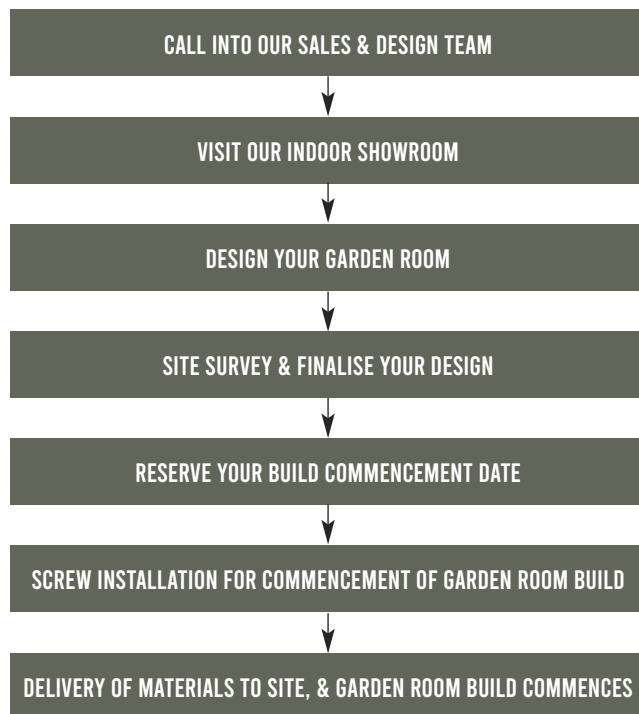 CALL INTO OUR SALES & DESIGN TEAM
VISIT OUR INDOOR SHOWROOM
DESIGN YOUR GARDEN ROOM
SITE SURVEY & FINALISE YOUR DESIGN
RESERVE YOUR BUILD COMMENCEMENT DATE
SCREW INSTALLATION FOR COMMENCEMENT OF GARDEN ROOM BUILD
DELIVERY OF MATERIALS TO SITE, & GARDEN ROOM BUILD COMMENCES